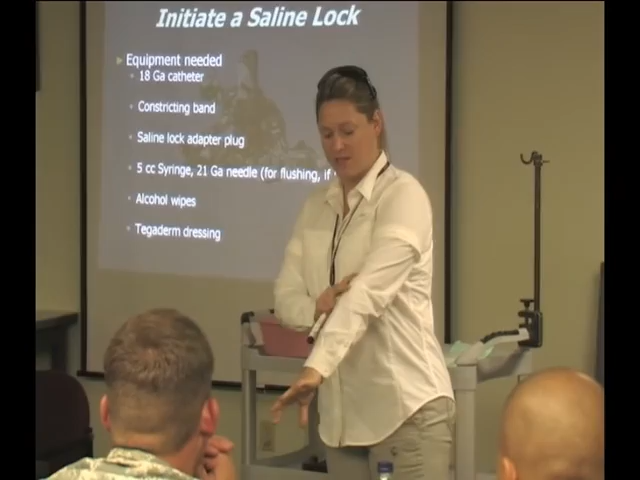 Initiate a Saline Lock
Equipment needed
18 Ga catheter
Constricting band
Saline lock adapter plug
5 cc Syringe, 21 Ga needle (for flushing, if
Alcohol wipes
Tegaderm dressing